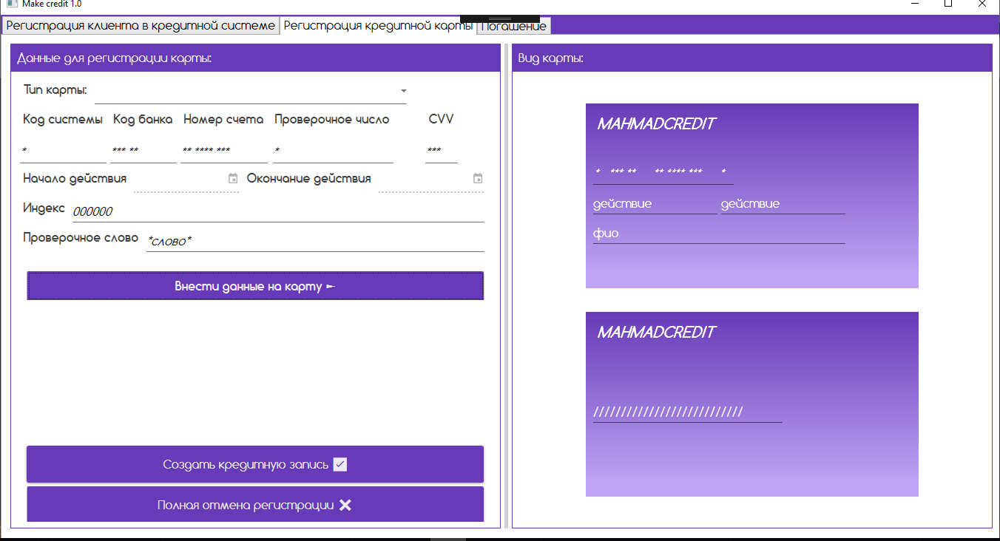 Make credit 1.0
Регистрация клиента в кредитной системе Регистрация кредитной карты Погашение
Данные для регистрации карты:
Тип карты:
Код системы Код банка Номер счета Проверочное число CVV
* *** ** ** **** *** * ***
Начало действия Окончание действия
Индекс 000000
Проверочное слово *слово*
Внести данные на карту ►
Создать кредитную запись
Полная отмена регистрации
Вид карты:
MAHMADCREDIT
* *** ** ** **** *** *
действие действие
фио
MAHMADCREDIT
///////////////////////////